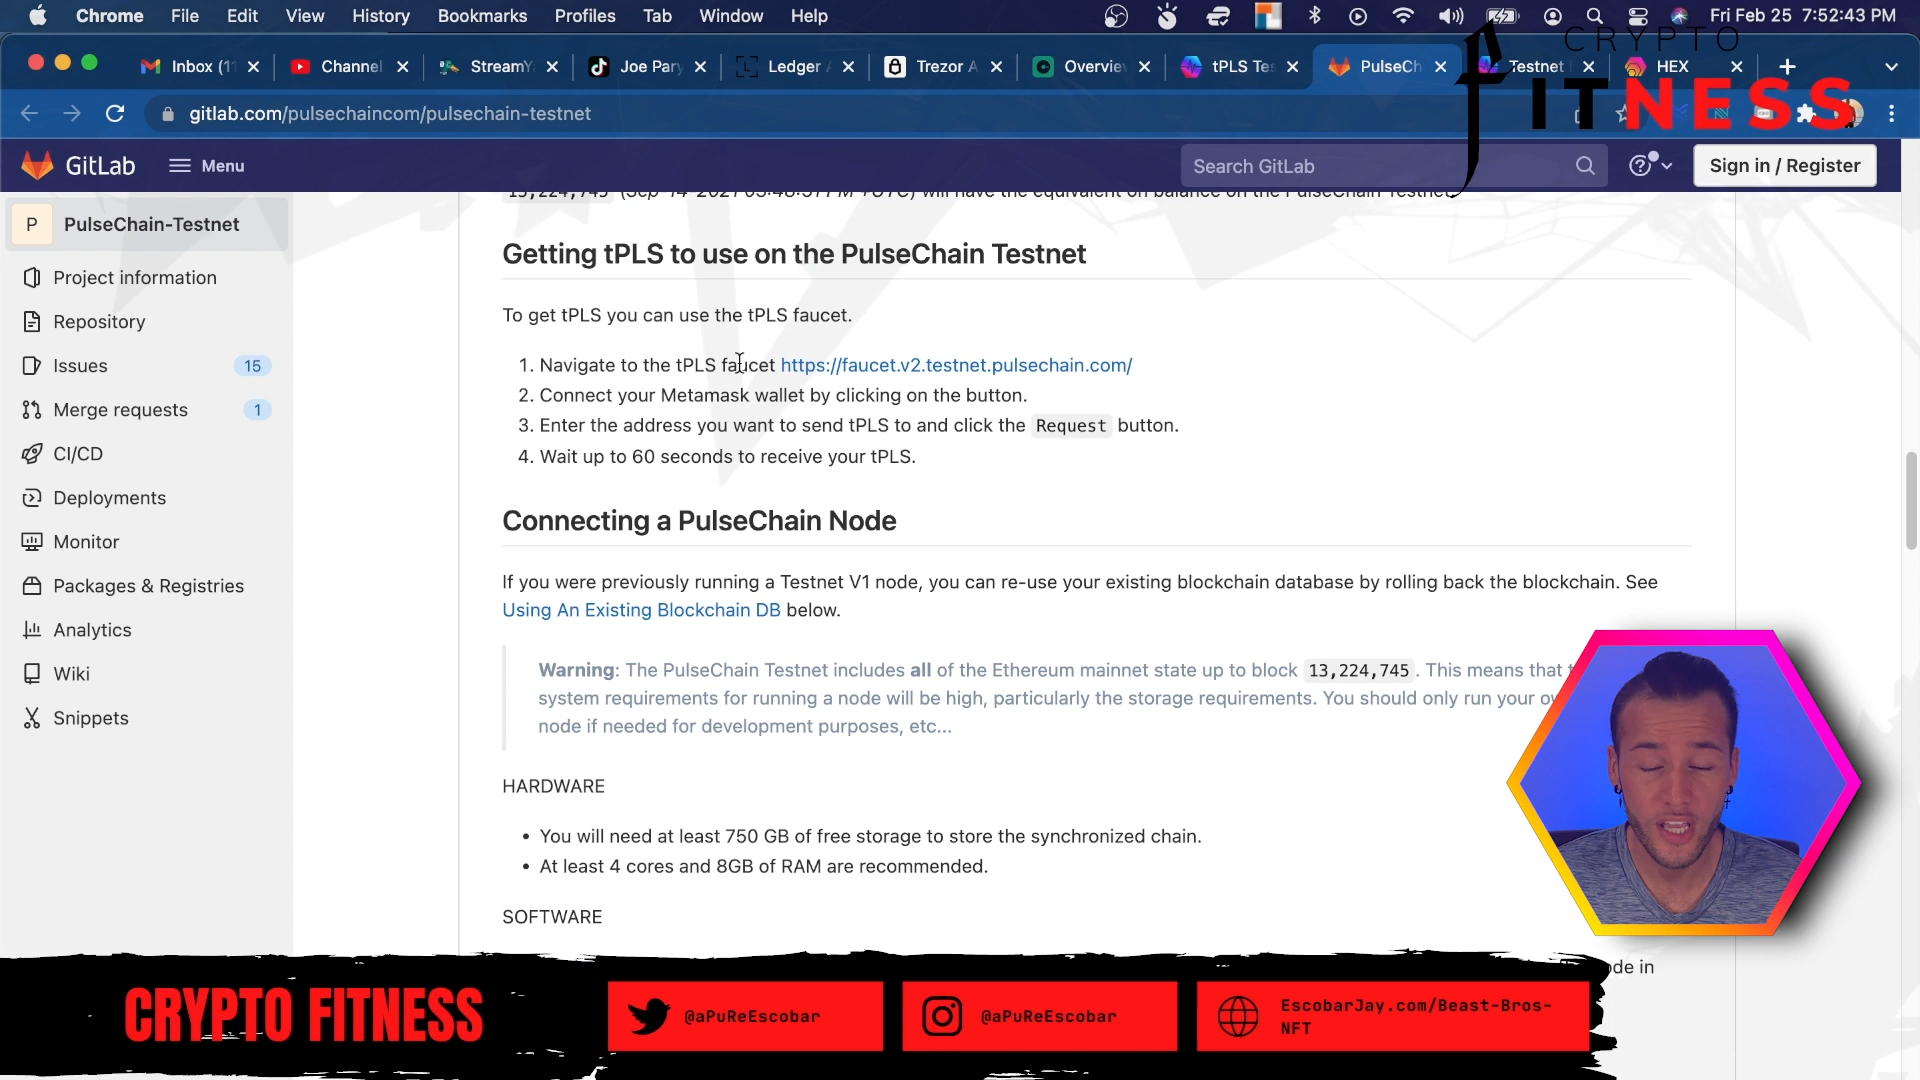 Chrome File Edit View History Bookmarks Profiles Tab Window Help Fri Feb 25 7:52:43 PM
CRYPTO
FITNESS
Inbox (1 Channel StreamY Joe Par Ledger Trezor A Overvie tPLS Tes PulseCh Testnet HEX
gitlab.com/pulsechaincom/pulsechain-testnet
GitLab Menu Search GitLab Sign in / Register
13,224,745 (Sep-14-2021 05:48:57 PM +UTC) will have the equivalent on balance on the PulseChain Testnet.
P PulseChain-Testnet
Project information
Repository
Issues 15
Merge requests 1
CI/CD
Deployments
Monitor
Packages & Registries
Analytics
Wiki
Snippets
Getting tPLS to use on the PulseChain Testnet
To get tPLS you can use the tPLS faucet.
1. Navigate to the tPLS faucet https://faucet.v2.testnet.pulsechain.com/
2. Connect your Metamask wallet by clicking on the button.
3. Enter the address you want to send tPLS to and click the Request button.
4. Wait up to 60 seconds to receive your tPLS.
Connecting a PulseChain Node
If you were previously running a Testnet V1 node, you can re-use your existing blockchain database by rolling back the blockchain. See
Using An Existing Blockchain DB below.
Warning: The PulseChain Testnet includes all of the Ethereum mainnet state up to block 13,224,745. This means that
system requirements for running a node will be high, particularly the storage requirements. You should only run your
node if needed for development purposes, etc...
HARDWARE
• You will need at least 750 GB of free storage to store the synchronized chain.
• At least 4 cores and 8GB of RAM are recommended.
SOFTWARE
ode in
CRYPTO FITNESS
@aPuReEscobar
@aPuReEscobar
EscobarJay.com/Beast-Bros-
NFT